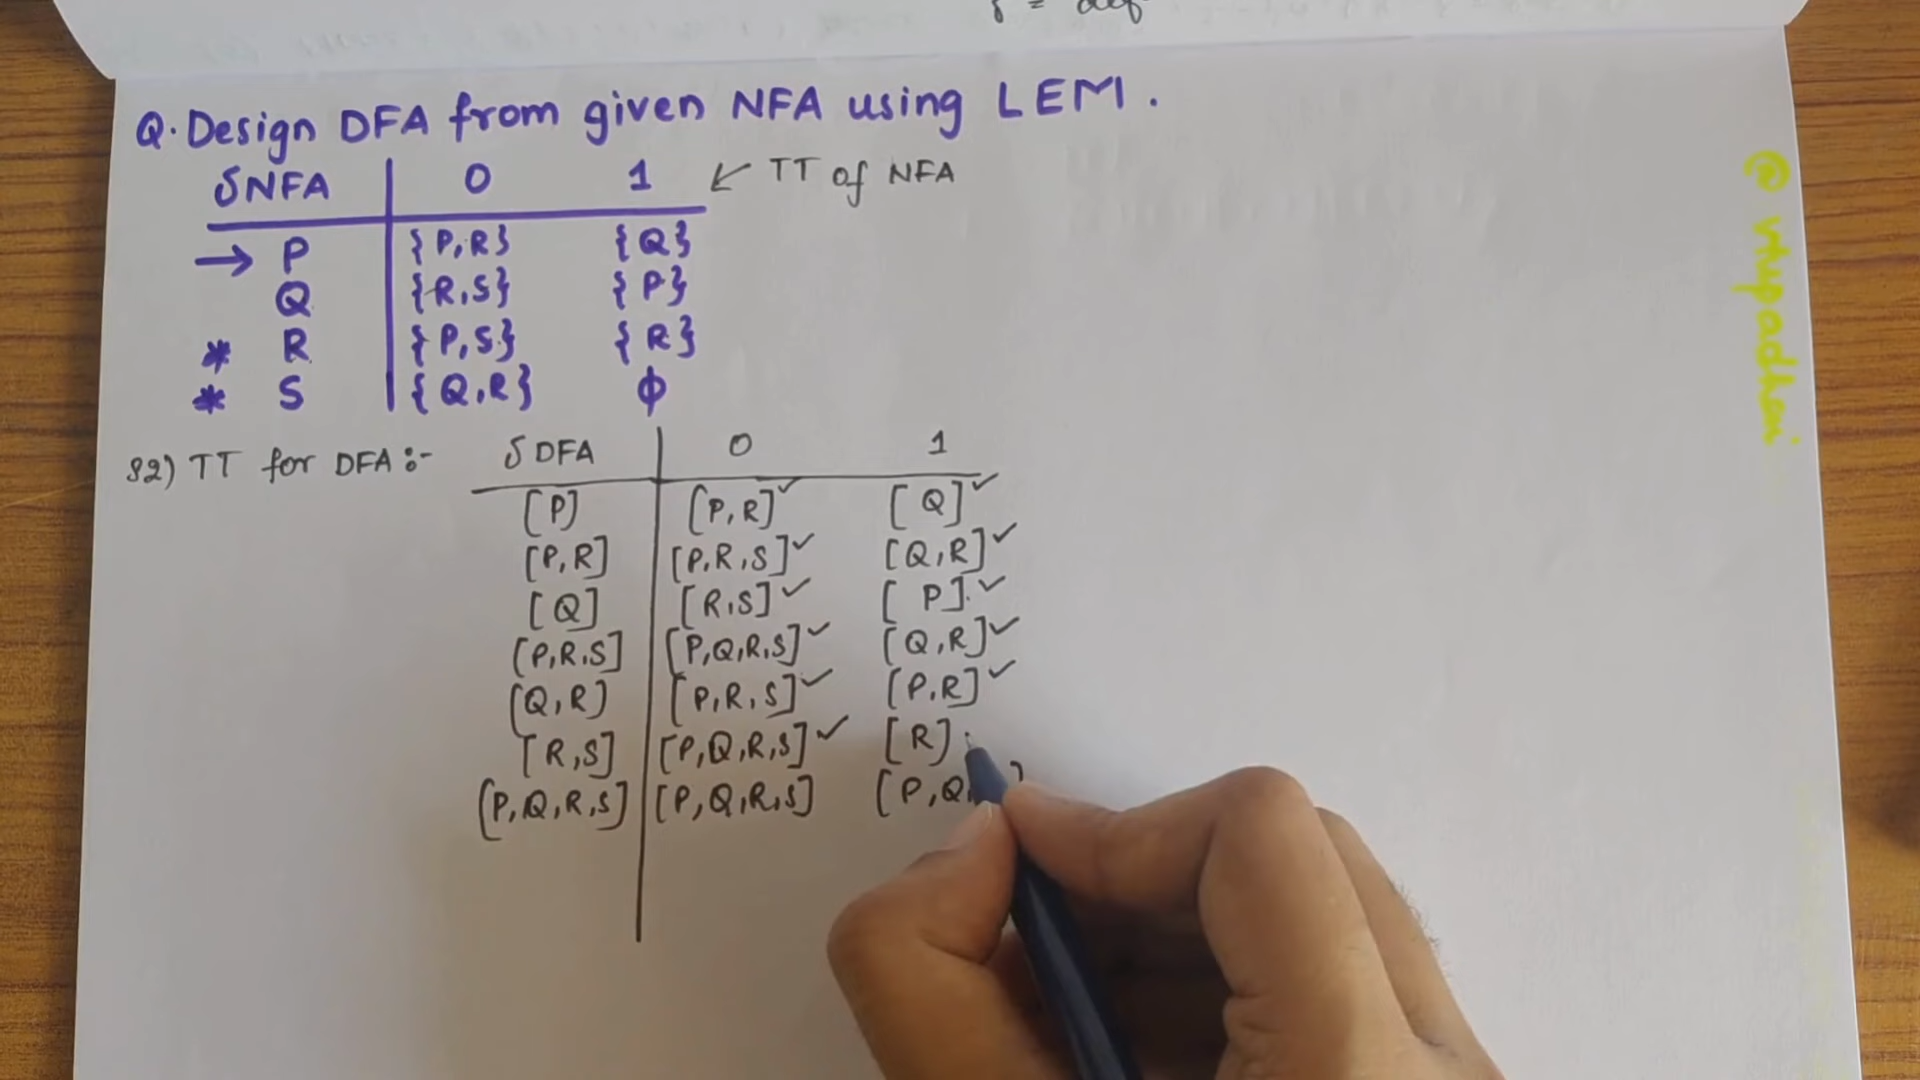 Q. Design DFA from given NFA using LEM.
δNFA 0 1 ↙ TT of NFA
→ P {P,R} {Q}
Q {R,S} {P}
* R {P,S} {R}
* S {Q,R} ϕ
S2) TT for DFA :- δDFA 0 1
[P] [P,R]✓ [Q]✓
[P,R] [P,R,S]✓ [Q,R]✓
[Q] [R,S]✓ [P]✓
[P,R,S] [P,Q,R,S]✓ [Q,R]✓
[Q,R] [P,R,S]✓ [P,R]✓
[R,S] [P,Q,R,S]✓ [R]
[P,Q,R,S] [P,Q,R,S] [P,Q,
@vtupadhai